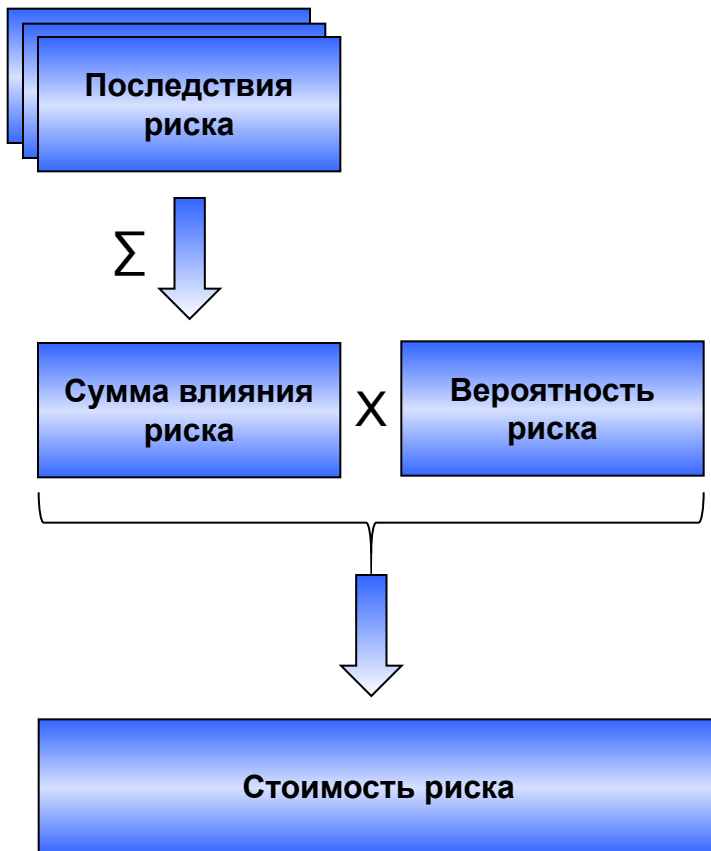 Последствия
риска
∑
Сумма влияния
риска
X
Вероятность
риска
Стоимость риска